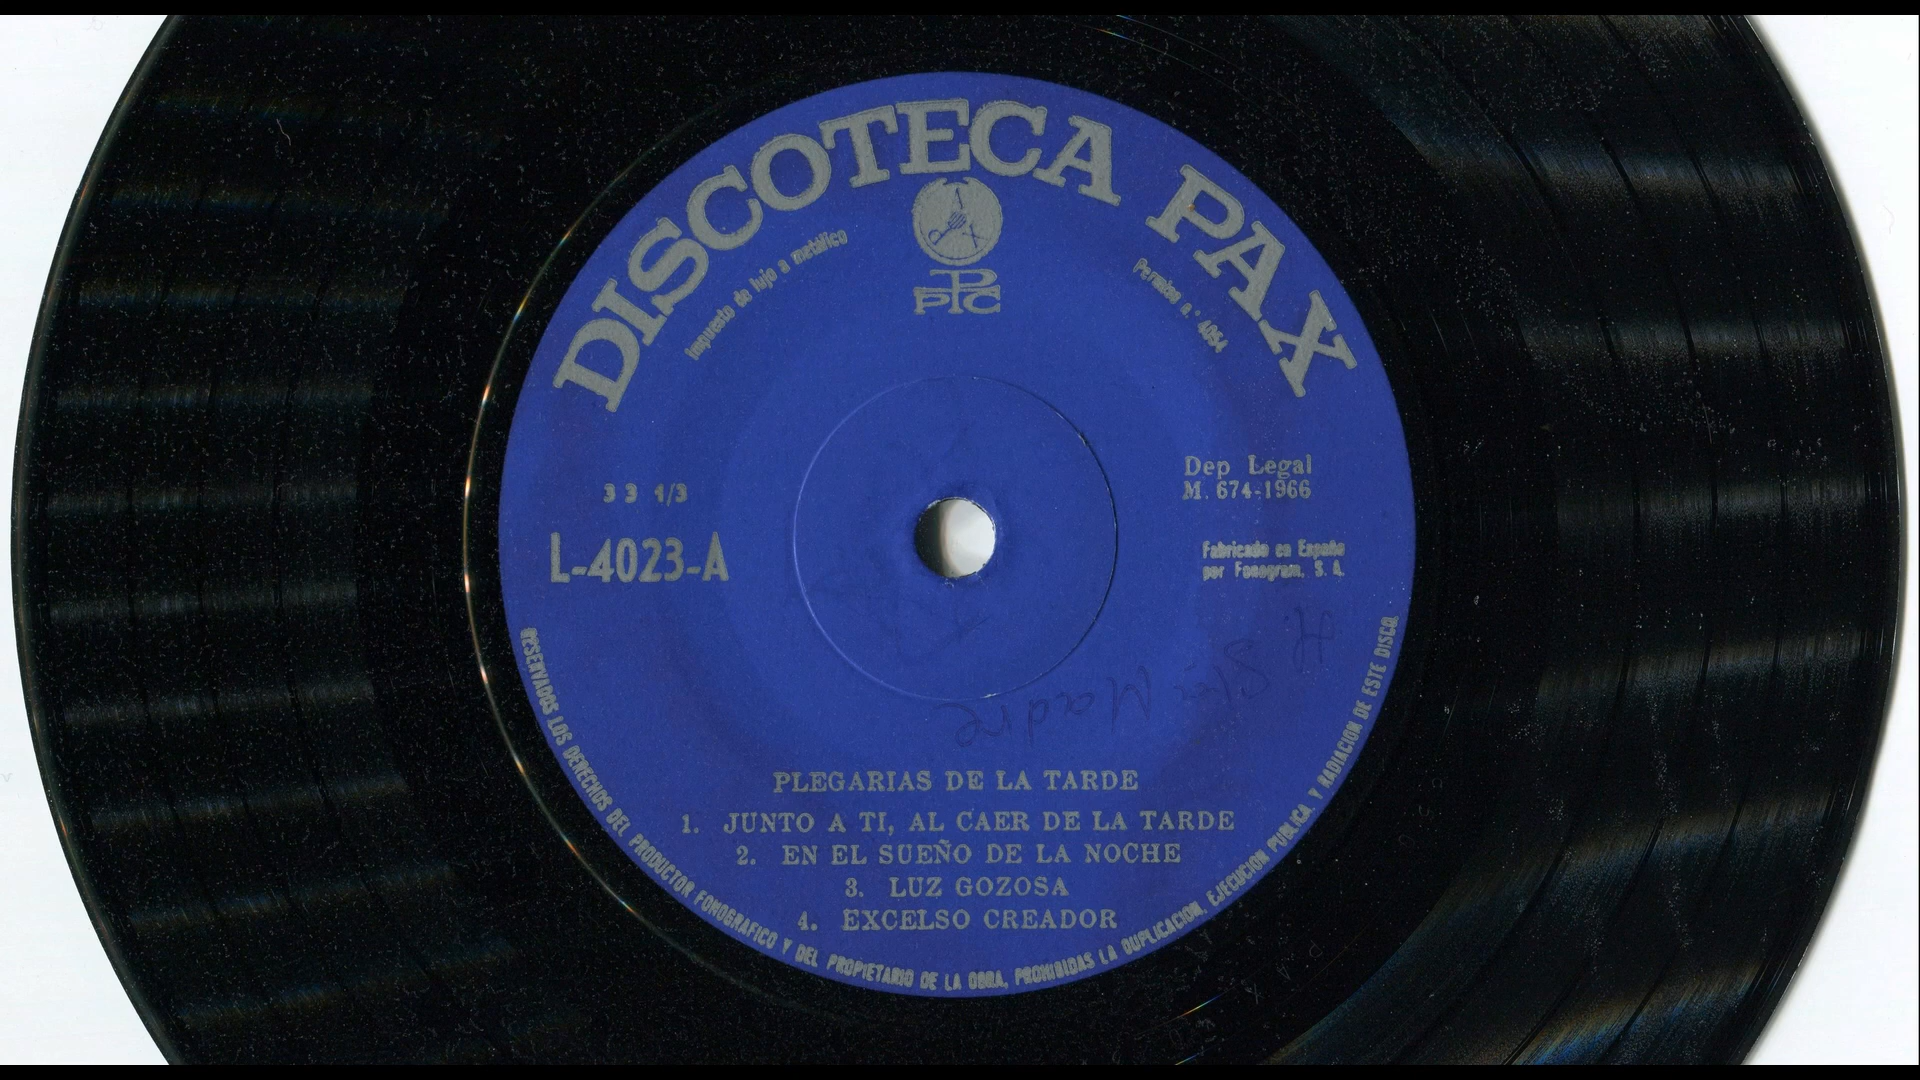 DISCOTECA PAX
Impuesto de lujo a metálico
Permiso n.° 4064
A
P X
PPC
33 1/3
L-4023-A
Dep Legal
M. 674-1966
Fabricado en España
por Fonogram, S. A.
Madre
PLEGARIAS DE LA TARDE
1. JUNTO A TI, AL CAER DE LA TARDE
2. EN EL SUEÑO DE LA NOCHE
3. LUZ GOZOSA
4. EXCELSO CREADOR
RESERVADOS LOS DERECHOS DEL PRODUCTOR FONOGRAFICO Y DEL PROPIETARIO DE LA OBRA, PROHIBIDAS LA DUPLICACION, EJECUCION PUBLICA, Y RADIACION DE ESTE DISCO.